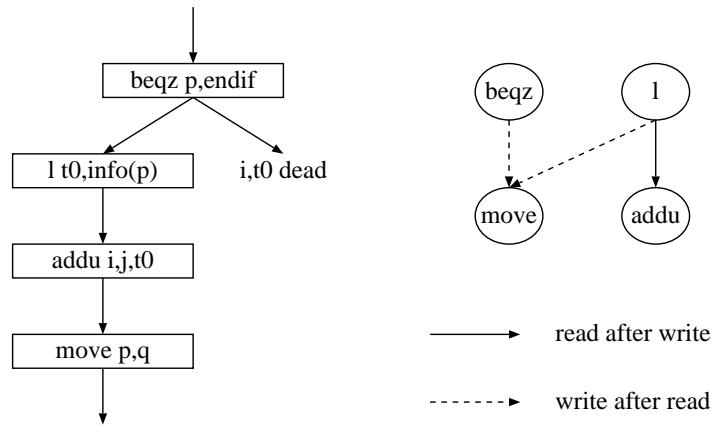 beqz p,endif
l t0,info(p)
i,t0 dead
addu i,j,t0
move p,q
beqz
l
move
addu
read after write
write after read